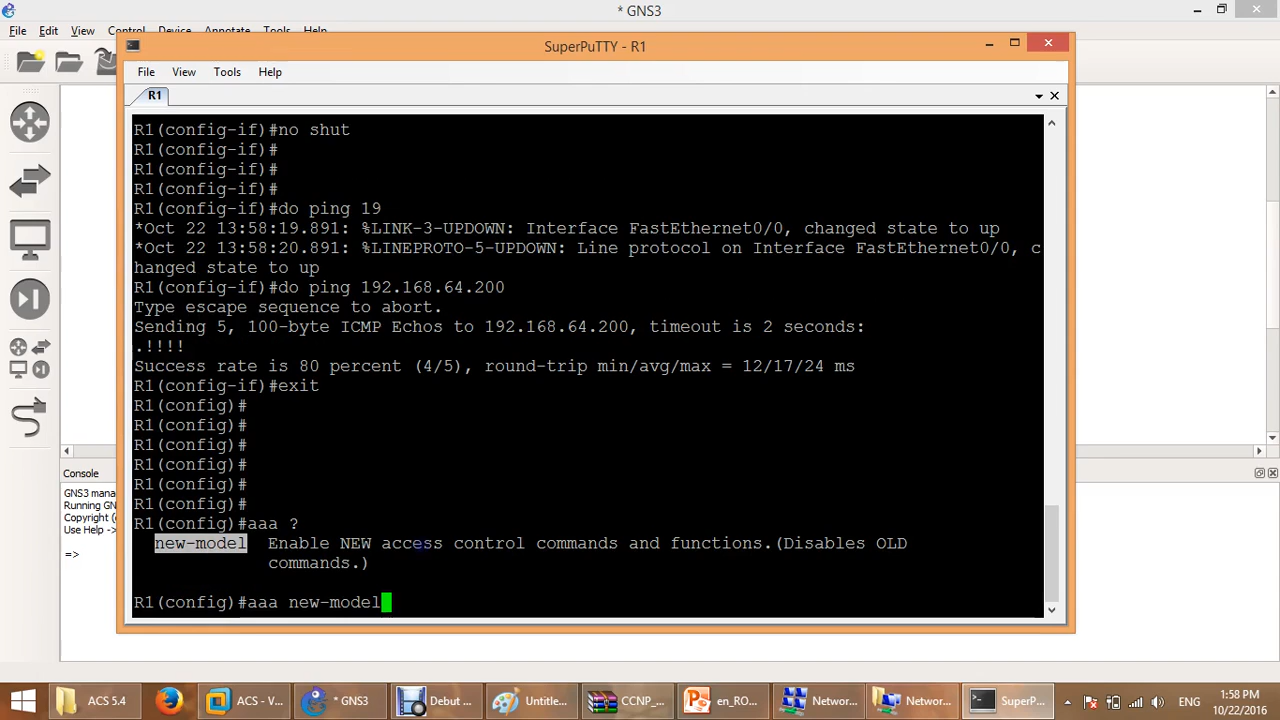 * GNS3
File Edit View Control Device Annotate Tools Help
SuperPuTTY - R1
File View Tools Help
R1
R1(config-if)#no shut
R1(config-if)#
R1(config-if)#
R1(config-if)#
R1(config-if)#do ping 19
*Oct 22 13:58:19.891: %LINK-3-UPDOWN: Interface FastEthernet0/0, changed state to up
*Oct 22 13:58:20.891: %LINEPROTO-5-UPDOWN: Line protocol on Interface FastEthernet0/0, c
hanged state to up
R1(config-if)#do ping 192.168.64.200
Type escape sequence to abort.
Sending 5, 100-byte ICMP Echos to 192.168.64.200, timeout is 2 seconds:
.!!!!
Success rate is 80 percent (4/5), round-trip min/avg/max = 12/17/24 ms
R1(config-if)#exit
R1(config)#
R1(config)#
R1(config)#
R1(config)#
R1(config)#
R1(config)#
R1(config)#aaa ?
new-model Enable NEW access control commands and functions.(Disables OLD
commands.)
R1(config)#aaa new-model
Console
GNS3 mana
Running GN
Copyright (
Use Help ->
=>
ACS 5.4
ACS - V...
* GNS3
Debut ...
Untitle...
CCNP_...
en_RO...
Network...
Network...
SuperP...
ENG
1:58 PM
10/22/2016